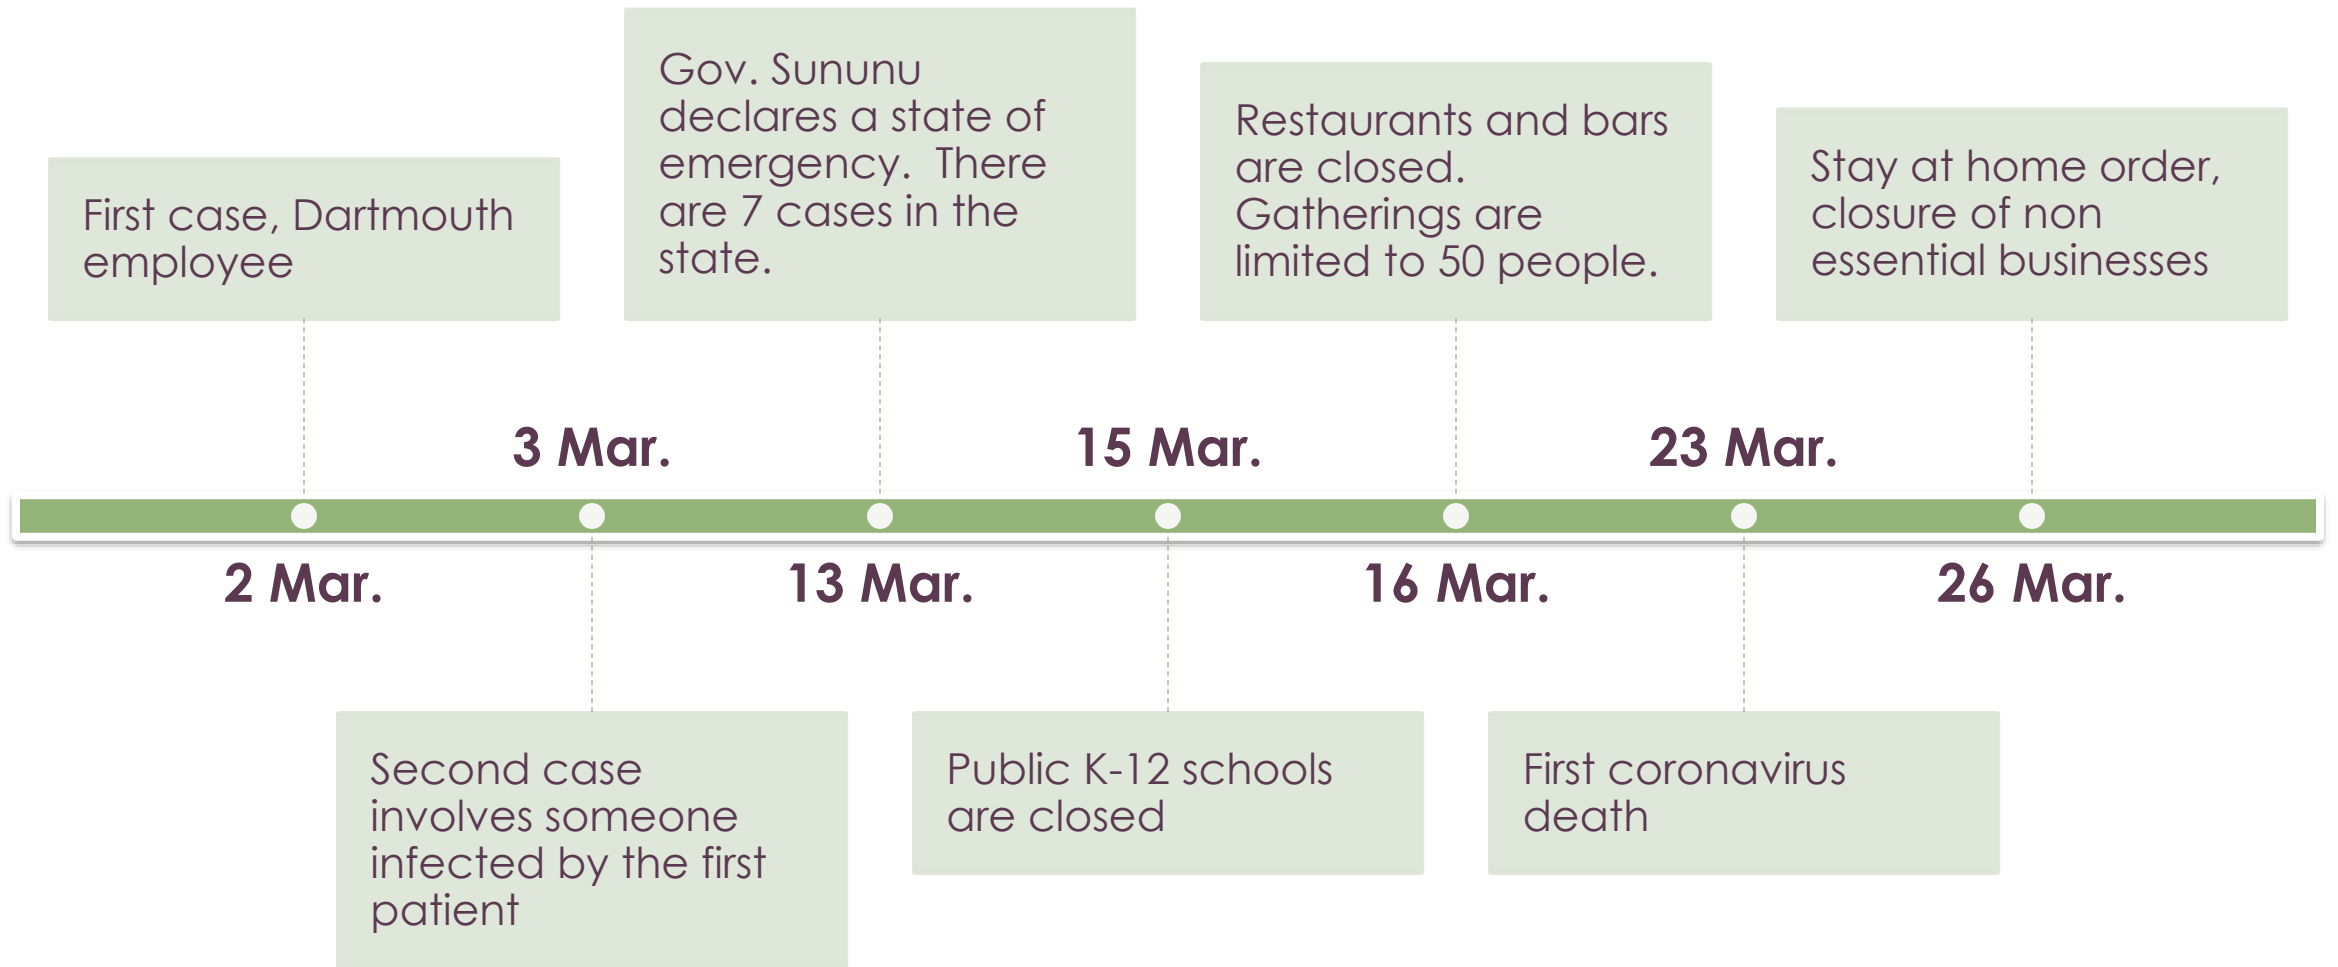 First case, Dartmouth
employee
2 Mar.
3 Mar.
Second case
involves someone
infected by the first
patient
Gov. Sununu
declares a state of
emergency.  There
are 7 cases in the
state.
13 Mar.
15 Mar.
Public K-12 schools
are closed
Restaurants and bars
are closed.
Gatherings are
limited to 50 people.
16 Mar.
23 Mar.
First coronavirus
death
Stay at home order,
closure of non
essential businesses
26 Mar.